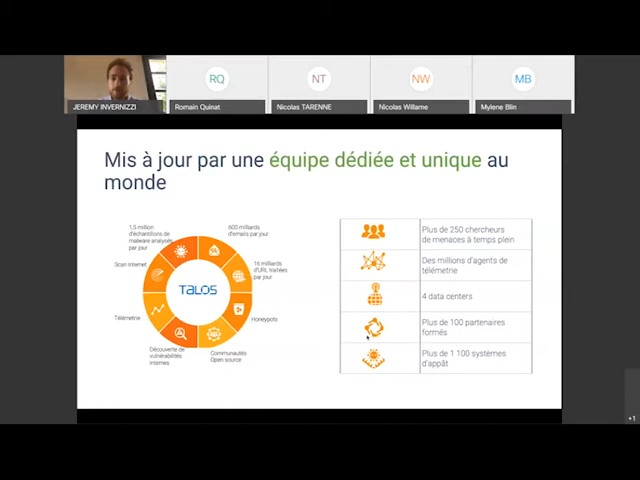 RQ
NT
NW
MB
JEREMY INVERNIZZI
Romain Quinat
Nicolas TARENNE
Nicolas Willame
Mylene Blin
Mis à jour par une équipe dédiée et unique au
monde
1,5 million
d'échantillons de
malware analysés
par jour
600 milliards
d'emails par jour
Scan Internet
16 milliards
d'URL traitées
par jour
TALOS
Télémétrie
Honeypots
Découverte de
vulnérabilités
internes
Communautés
Open source
Plus de 250 chercheurs
de menaces à temps plein
Des millions d'agents de
télémétrie
4 data centers
Plus de 100 partenaires
formés
Plus de 1 100 systèmes
d'appât
+1